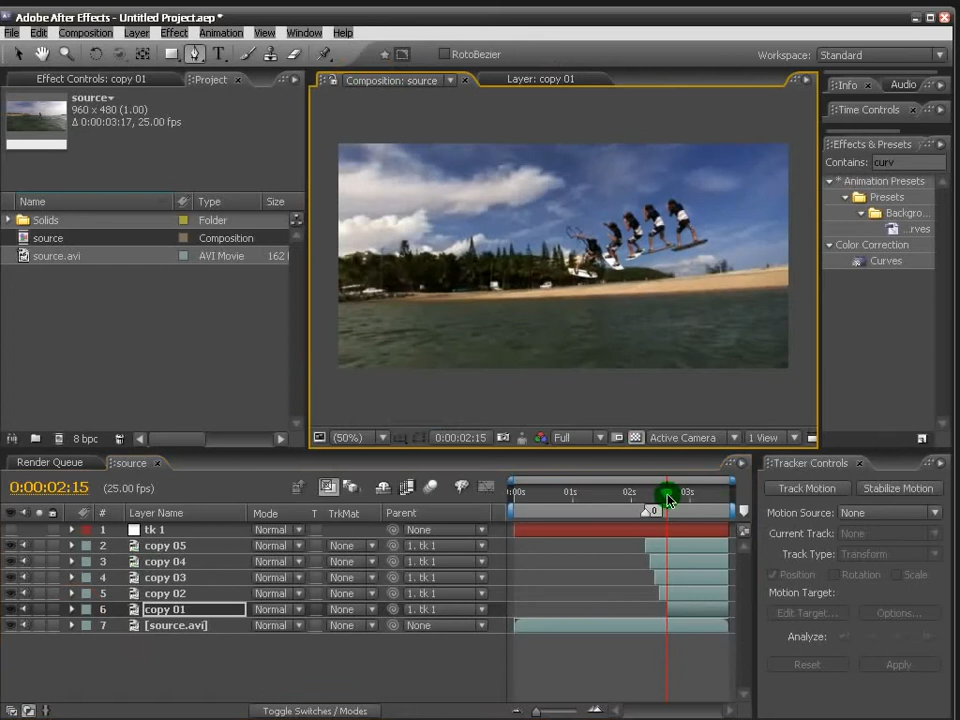 Adobe After Effects - Untitled Project.aep *
File Edit Composition Layer Effect Animation View Window Help
RotoBezier
Workspace: Standard
Effect Controls: copy 01
Project
Composition: source
Layer: copy 01
Info
Audio
Time Controls
Effects & Presets
Contains: curv
* Animation Presets
Presets
Backgro...
...rves
Color Correction
Curves
source
960 x 480 (1.00)
Δ 0:00:03:17, 25.00 fps
Name Type Size
Solids Folder
source Composition
source.avi AVI Movie 162
8 bpc
(50%) 0:00:02:15 Full Active Camera 1 View
Render Queue
source
0:00:02:15 (25.00 fps)
:00s 01s 02s 03s
0
# Layer Name Mode T TrkMat Parent
1 tk 1 Normal None
2 copy 05 Normal None 1. tk 1
3 copy 04 Normal None 1. tk 1
4 copy 03 Normal None 1. tk 1
5 copy 02 Normal None 1. tk 1
6 copy 01 Normal None 1. tk 1
7 [source.avi] Normal None None
Toggle Switches / Modes
Tracker Controls
Track Motion Stabilize Motion
Motion Source: None
Current Track: None
Track Type: Transform
Position Rotation Scale
Motion Target:
Edit Target... Options...
Analyze:
Reset Apply